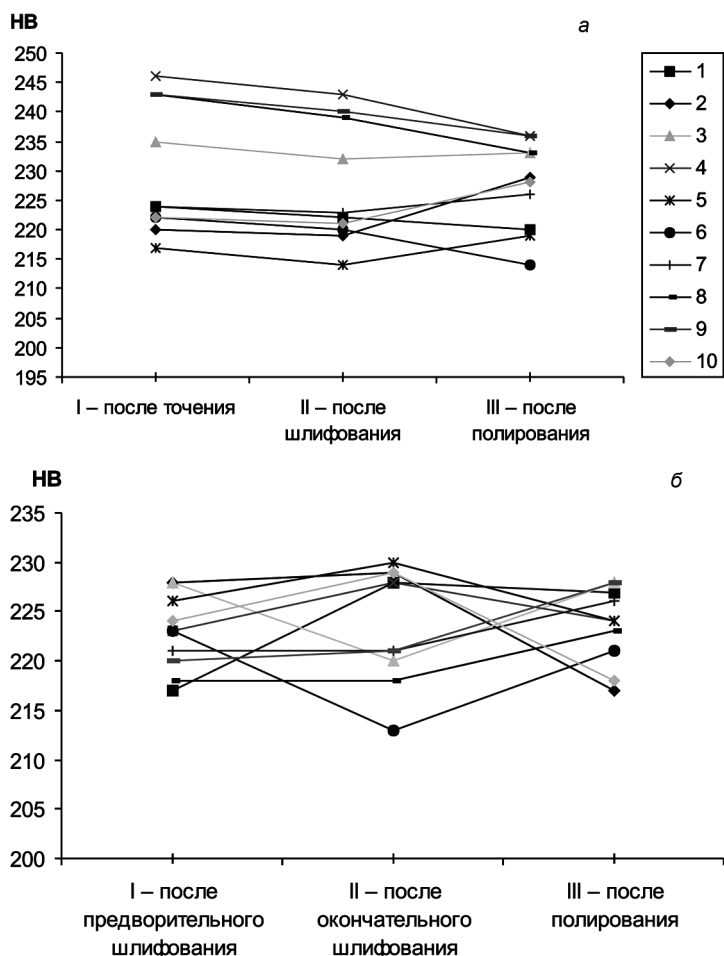 НВ
а
250
245
240
235
230
225
220
215
210
205
200
195
I – после точения
II – после
шлифования
III – после
полирования
1
2
3
4
5
6
7
8
9
10
НВ
б
235
230
225
220
215
210
205
200
I – после
предворительного
шлифования
II – после
окончательного
шлифования
III – после
полирования